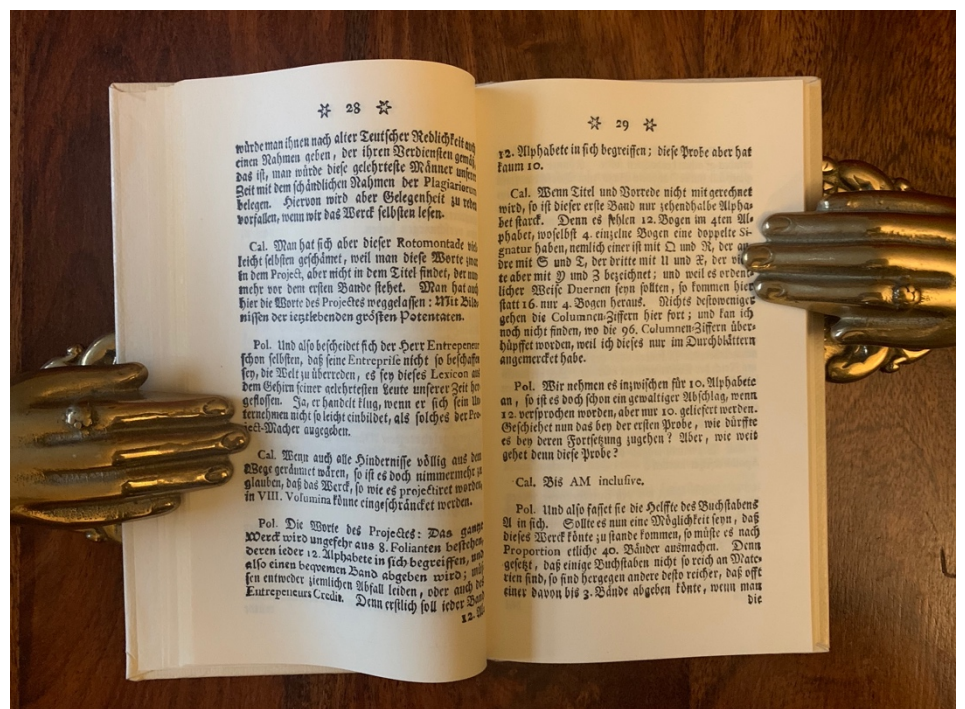 28
würde man ihnen nach alter Teutscher Redlichkeit auch
einen Nahmen geben, der ihren Verdiensten gemäß,
das ist, man würde diese gelehrteste Männer unserer
Zeit mit dem schändlichen Nahmen der Plagiariorum
belegen. Hiervon wird aber Gelegenheit zu reden
vorfallen, wenn wir das Werck selbsten lesen.
Cal. Man hat sich aber dieser Rotomontade viel-
leicht selbsten geschämet, weil man diese Worte zwar
in dem Project, aber nicht in dem Titel findet, der nun-
mehr vor dem ersten Bande stehet. Man hat auch
hier die Worte des Projectes weggelassen: Mit Bild-
nissen der ietztlebenden grösten Potentaten.
Pol. Und also bescheidet sich der Herr Entrepeneur
schon selbsten, daß seine Entreprise nicht so beschaffen
sey, die Welt zu überreden, es sey dieses Lexicon aus
dem Gehirn seiner gelehrtesten Leute unserer Zeit her-
geflossen. Ja, er handelt klug, wenn er sich sein Un-
ternehmen nicht so leicht einbildet, als solches der Pro-
ject-Macher angegeben.
Cal. Wenn auch alle Hindernisse völlig aus dem
Wege geräumet wären, so ist es doch nimmermehr zu
glauben, daß das Werck, so wie es projectiret worden,
in VIII. Volumina könne eingeschräncket werden.
Pol. Die Worte des Projectes: Das gantze
Werck wird ungefehr aus 8. Folianten bestehen,
deren ieder 12. Alphabete in sich begreiffen, und
also einen beqvemen Band abgeben wird; müs-
sen entweder ziemlichen Abfall leiden, oder auch des
Entrepeneurs Credit. Denn erstlich soll ieder Band
12. Al-
29
12. Alphabete in sich begreiffen; diese Probe aber hat
kaum 10.
Cal. Wenn Titel und Vorrede nicht mit gerechnet
wird, so ist dieser erste Band nur zehendhalbe Alpha-
bet starck. Denn es fehlen 12. Bogen im 4ten Al-
phabet, woselbst 4. einzelne Bogen eine doppelte Si-
gnatur haben, nemlich einer ist mit Q und R, der an-
dre mit S und T, der dritte mit U und X, der vier-
te aber mit Y und Z bezeichnet; und weil es ordent-
licher Weise Duernen seyn sollten, so kommen hier
statt 16. nur 4. Bogen heraus. Nichts destoweniger
gehen die Columnen-Ziffern hier fort; und kan ich
noch nicht finden, wo die 96. Columnen-Ziffern über-
hüpffet worden, weil ich dieses nur im Durchblättern
angemercket habe.
Pol. Wir nehmen es inzwischen für 10. Alphabete
an, so ist es doch schon ein gewaltiger Abschlag, wenn
12. versprochen worden, aber nur 10. geliefert werden.
Geschiehet nun das bey der ersten Probe, wie dürffte
es bey deren Fortsetzung zugehen? Aber, wie weit
gehet denn diese Probe?
Cal. Bis AM inclusive.
Pol. Und also fasset sie die Helffte des Buchstabens
A in sich. Sollte es nun eine Möglichkeit seyn, daß
dieses Werck könte zu stande kommen, so müste es nach
Proportion etliche 40. Bänder ausmachen. Denn
gesetzt, daß einige Buchstaben nicht so reich an Mate-
rien sind, so sind hergegen andere desto reicher, daß offt
einer davon bis 3. Bände abgeben könte, wenn man
die